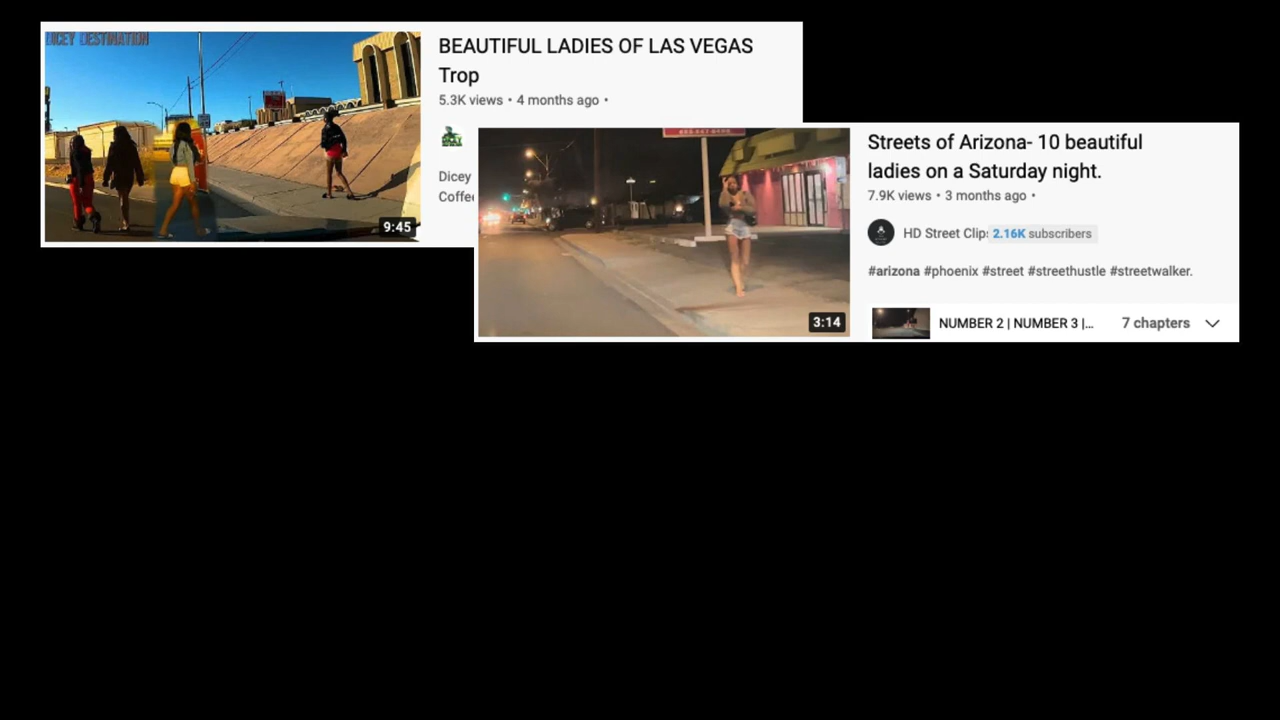 DICEY DESTINATION
BEAUTIFUL LADIES OF LAS VEGAS
Trop
5.3K views • 4 months ago •
Dicey
Coffee
9:45
Streets of Arizona- 10 beautiful
ladies on a Saturday night.
7.9K views • 3 months ago •
HD Street Clips 2.16K subscribers
#arizona #phoenix #street #streethustle #streetwalker.
3:14
NUMBER 2 | NUMBER 3 |... 7 chapters